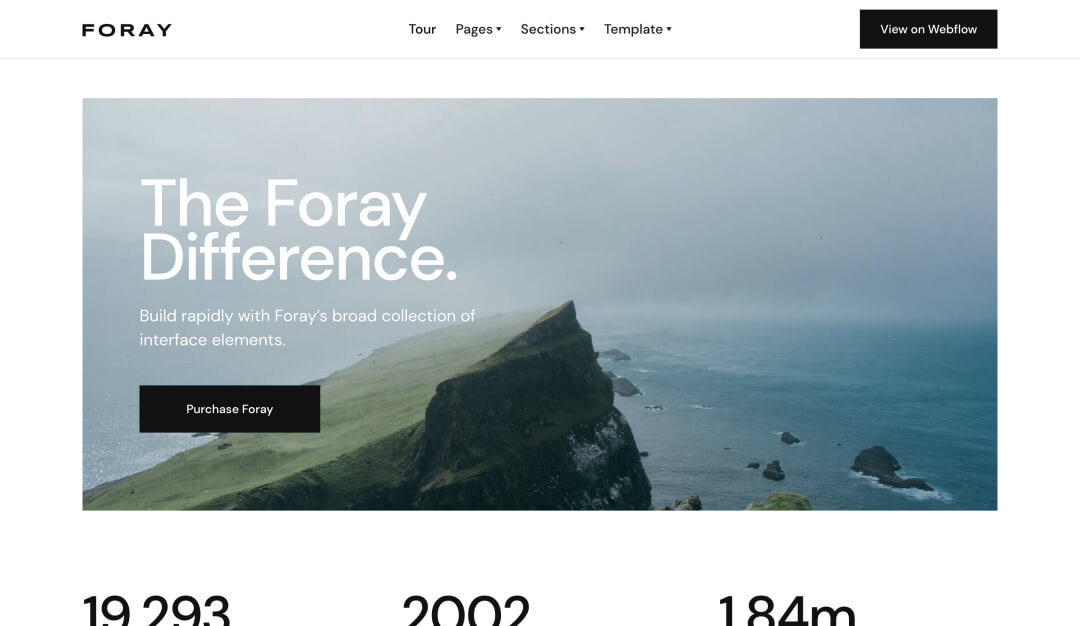 FORAY
Tour
Pages
Sections
Template
View on Webflow
The Foray
Difference.
Build rapidly with Foray’s broad collection of
interface elements.
Purchase Foray
19,293
2002
1.84m